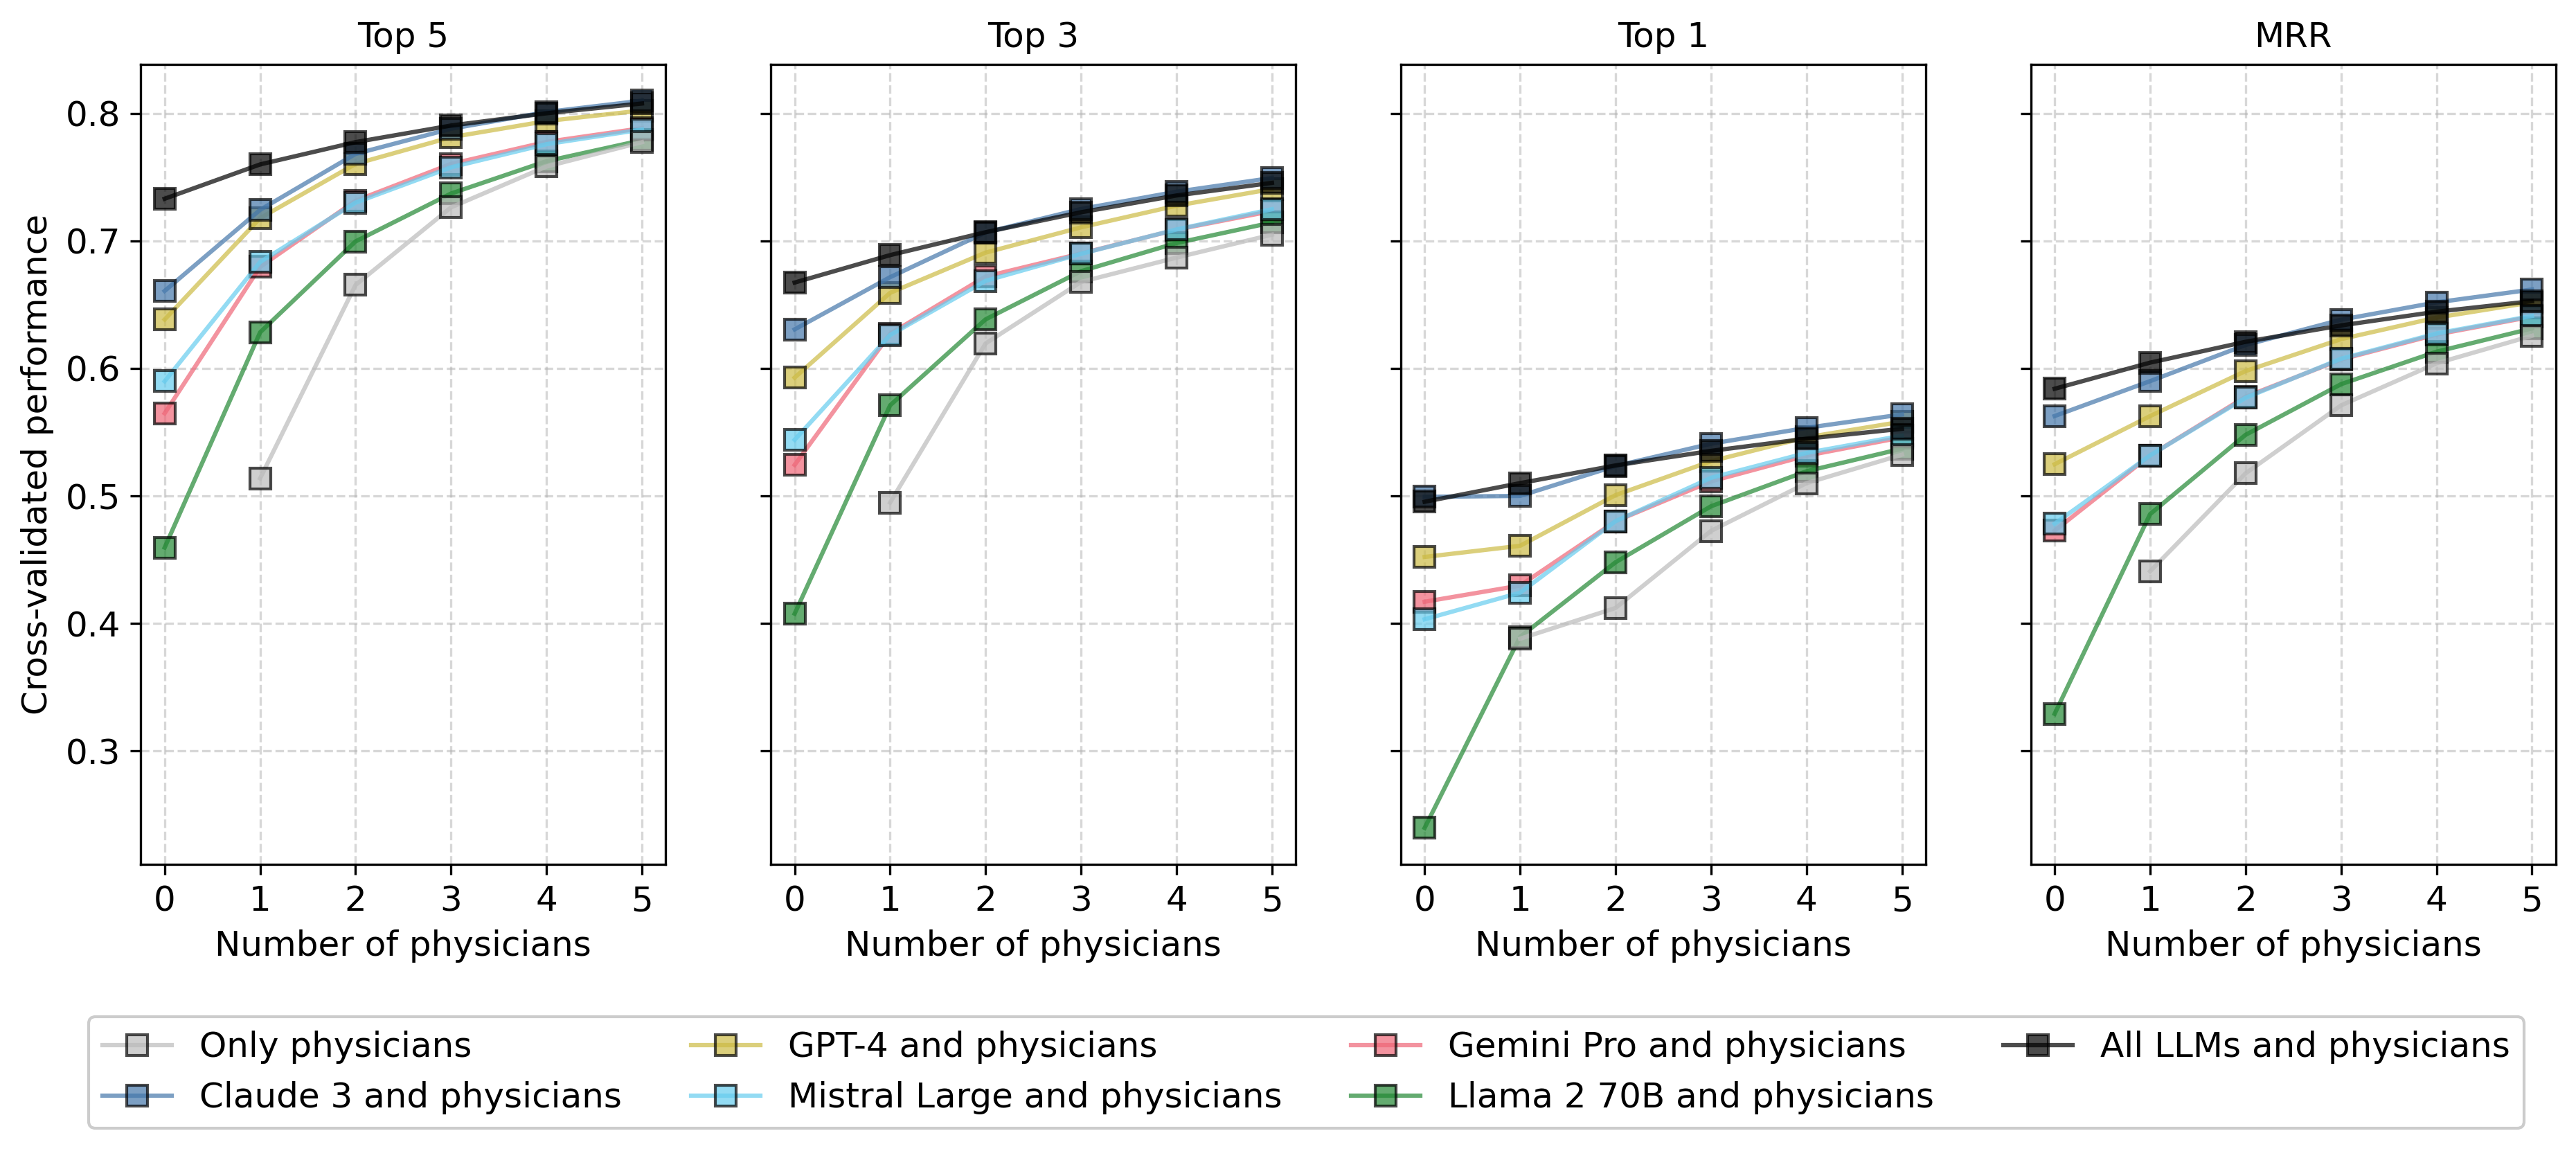 Top 5
Top 3
Top 1
MRR
Cross-validated performance
0.8
0.7
0.6
0.5
0.4
0.3
0 1 2 3 4 5
0 1 2 3 4 5
0 1 2 3 4 5
0 1 2 3 4 5
Number of physicians
Number of physicians
Number of physicians
Number of physicians
Only physicians
Claude 3 and physicians
GPT-4 and physicians
Mistral Large and physicians
Gemini Pro and physicians
Llama 2 70B and physicians
All LLMs and physicians